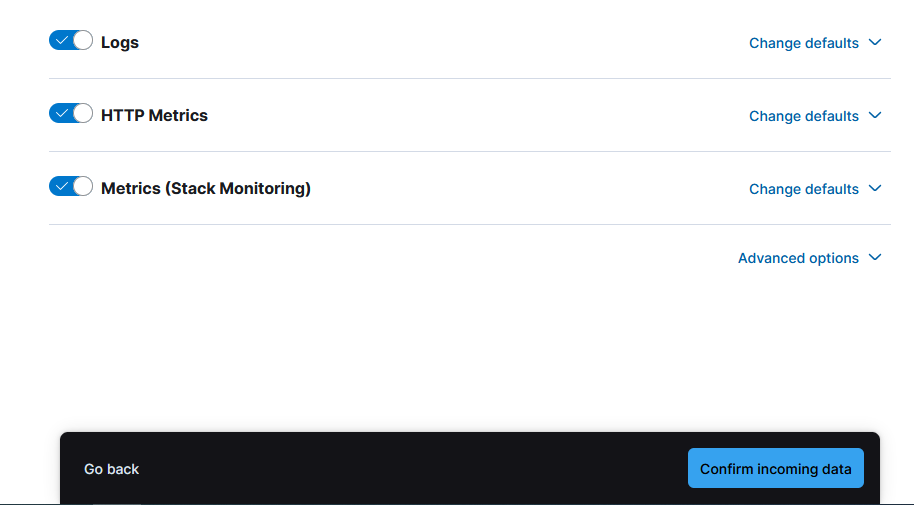 Logs
Change defaults
HTTP Metrics
Change defaults
Metrics (Stack Monitoring)
Change defaults
Advanced options
Go back
Confirm incoming data